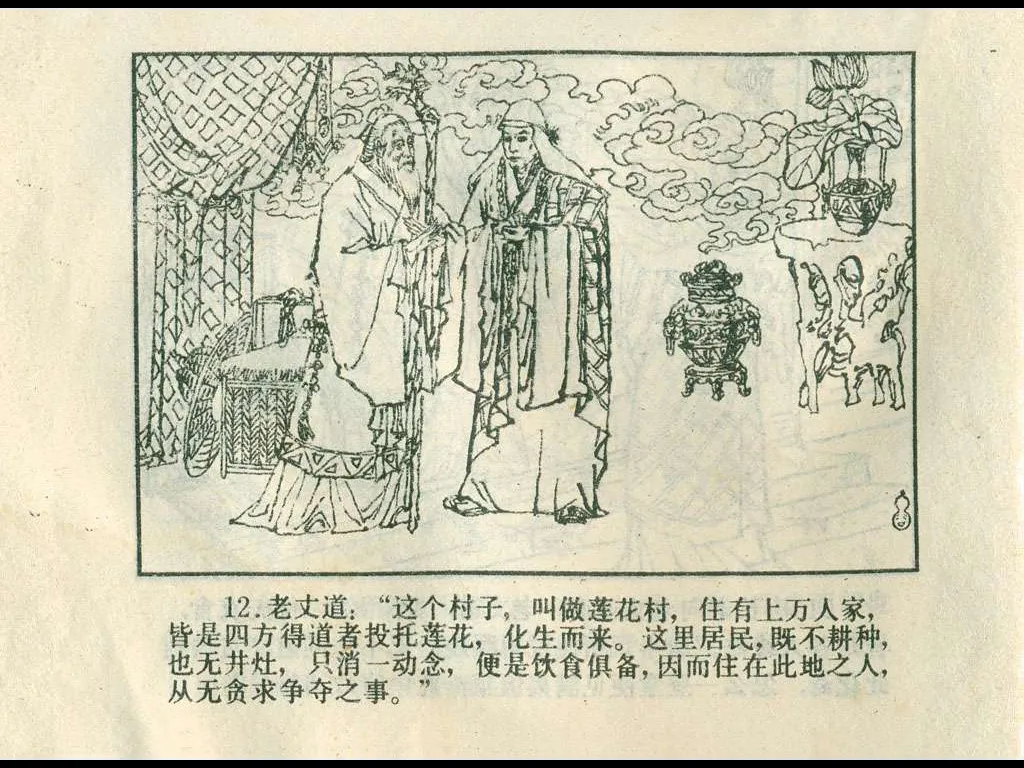 12. 老丈道：“这个村子，叫做莲花村，住有上万人家，
皆是四方得道者投托莲花，化生而来。这里居民，既不耕种，
也无井灶，只消一动念，便是饮食俱备，因而住在此地之人，
从无贪求争夺之事。”